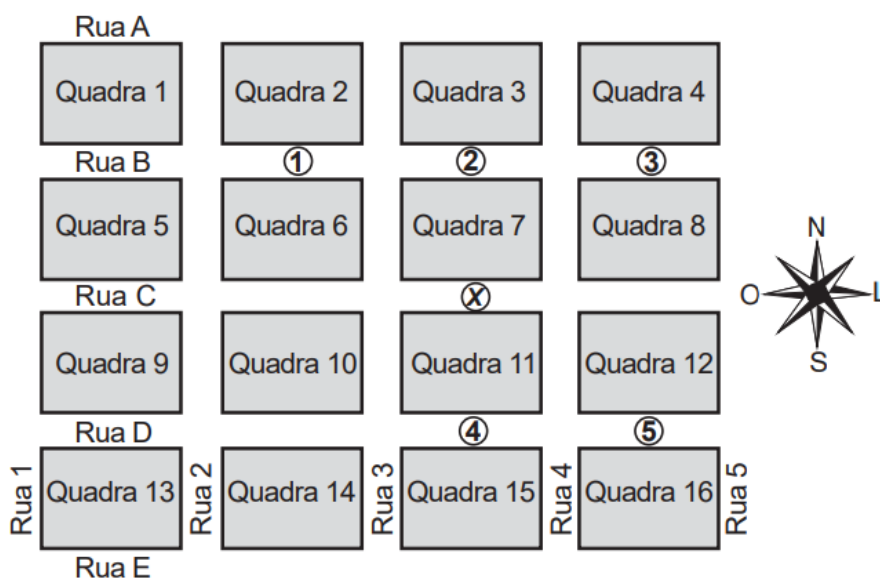 Rua A
Quadra 1 Quadra 2 Quadra 3 Quadra 4
Rua B 1 2 3
Quadra 5 Quadra 6 Quadra 7 Quadra 8
N
O L
S
Rua C X
Quadra 9 Quadra 10 Quadra 11 Quadra 12
Rua D 4 5
Rua 1 Quadra 13 Rua 2 Quadra 14 Rua 3 Quadra 15 Rua 4 Quadra 16 Rua 5
Rua E